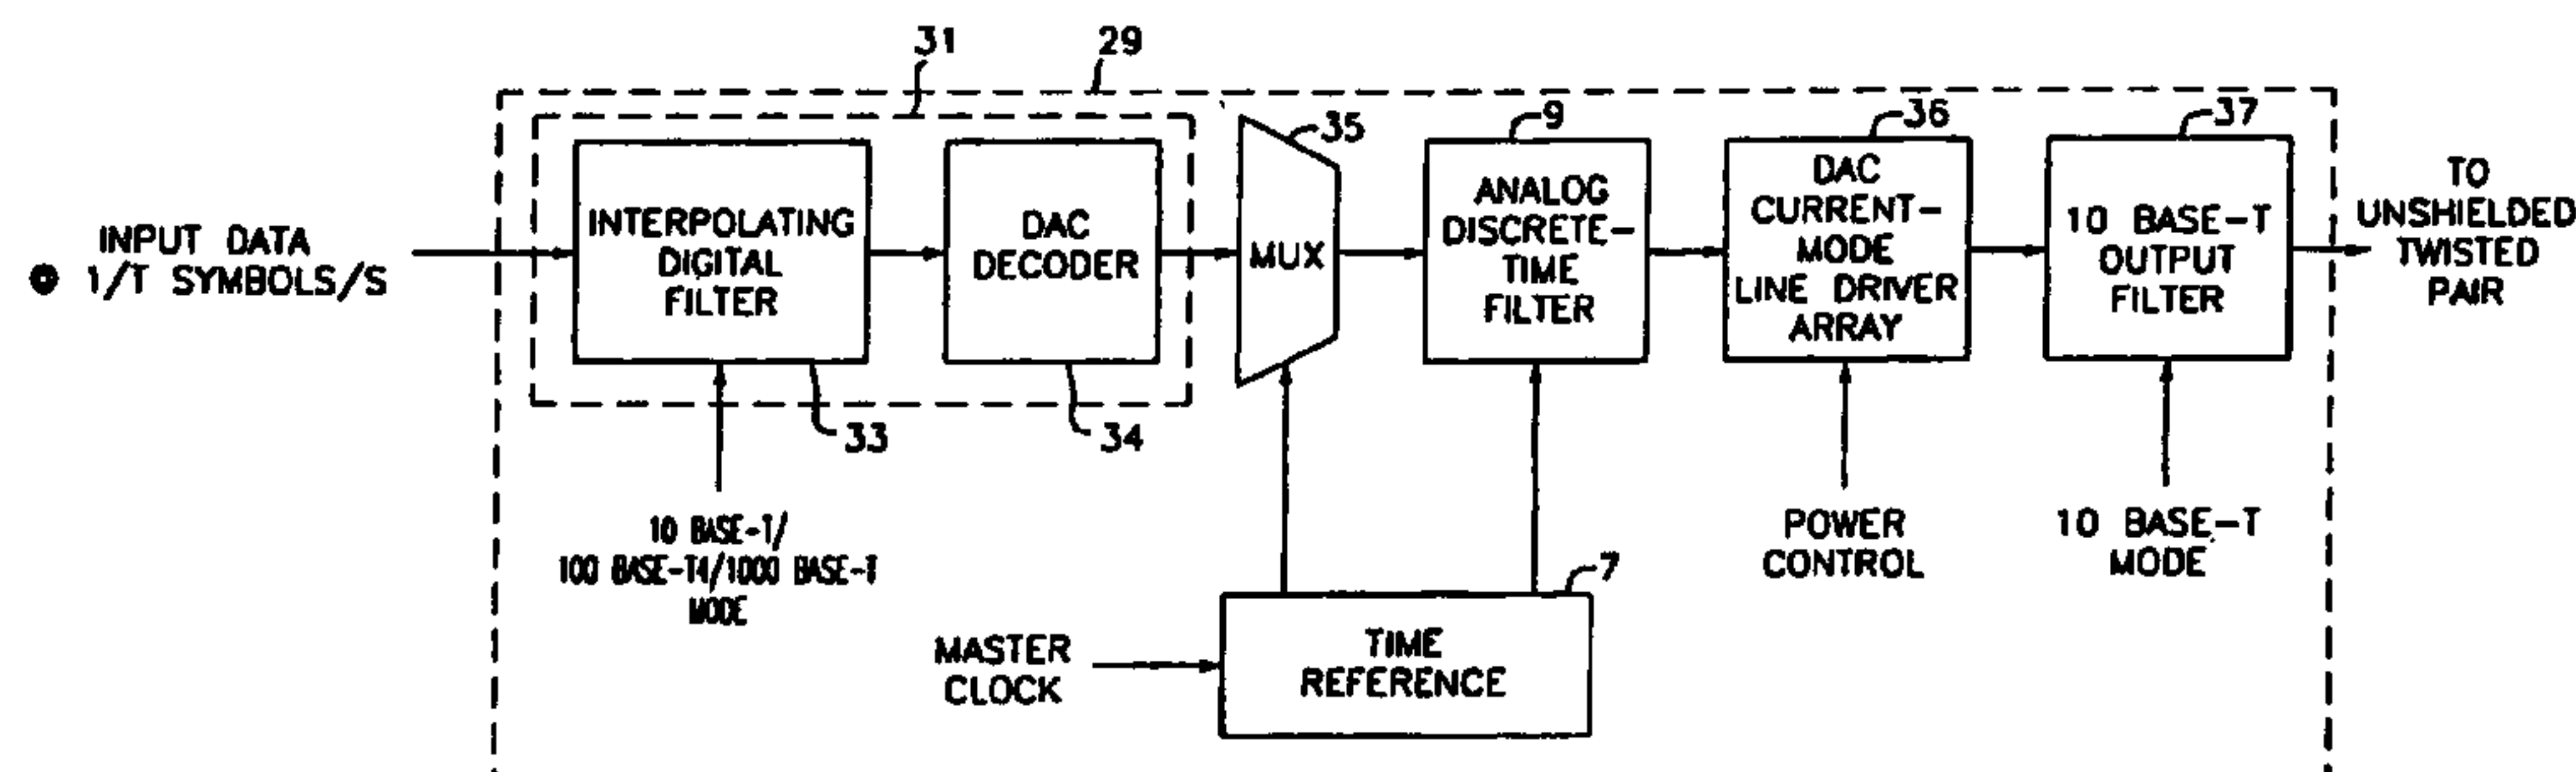 31
29
INPUT DATA
@ 1/T SYMBOLS/S
INTERPOLATING
DIGITAL
FILTER
33
DAC
DECODER
34
MUX
35
ANALOG
DISCRETE-
TIME
FILTER
9
DAC
CURRENT-
MODE
LINE DRIVER
ARRAY
36
10 BASE-T
OUTPUT
FILTER
37
TO
UNSHIELDED
TWISTED
PAIR
10 BASE-T/
100 BASE-T4/1000 BASE-T
MODE
POWER
CONTROL
10 BASE-T
MODE
MASTER
CLOCK
TIME
REFERENCE
7